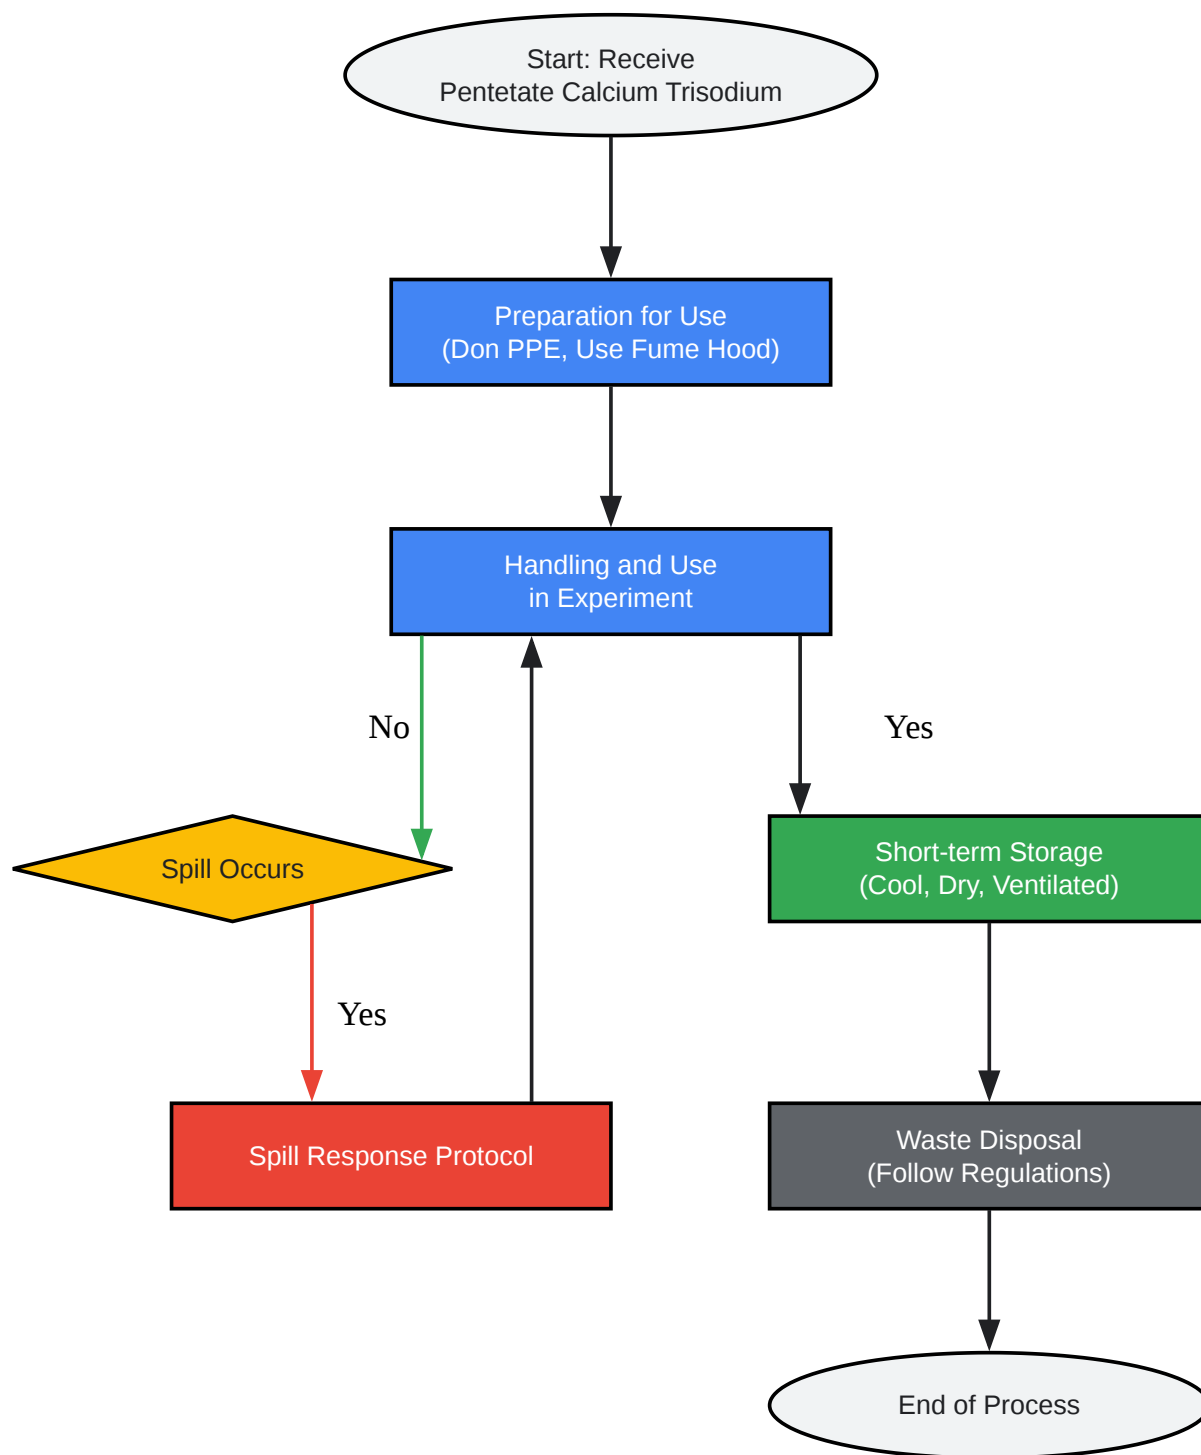 Start: Receive
Pentetate Calcium Trisodium
Preparation for Use
(Don PPE, Use Fume Hood)
Handling and Use
in Experiment
No
Yes
Spill Occurs
Short-term Storage
(Cool, Dry, Ventilated)
Yes
Spill Response Protocol
Waste Disposal
(Follow Regulations)
End of Process